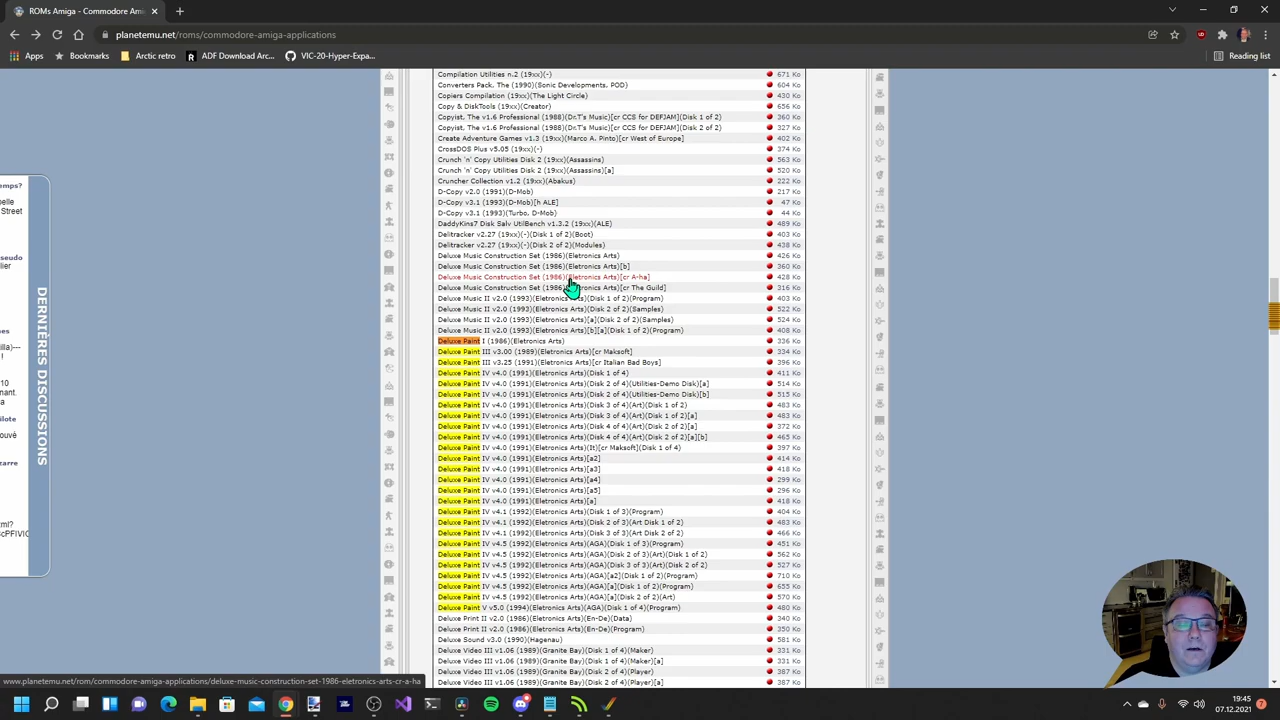 ROMs Amiga - Commodore Amig
planetemu.net/roms/commodore-amiga-applications
Apps
Bookmarks
Arctic retro
ADF Download Arc...
VIC-20-Hyper-Expa...
Reading list
Compilation Utilities n.2 (19xx)(-) 671 Ko
Converters Pack, The (1990)(Sonic Developments, POD) 604 Ko
Copiers Compilation (19xx)(The Light Circle) 430 Ko
Copy & DiskTools (19xx)(Creator) 656 Ko
Copyist, The v1.6 Professional (1988)(Dr.T's Music)[cr CCS for DEFJAM](Disk 1 of 2) 360 Ko
Copyist, The v1.6 Professional (1988)(Dr.T's Music)[cr CCS for DEFJAM](Disk 2 of 2) 327 Ko
Create Adventure Games v1.3 (19xx)(Marco A. Pinto)[cr West of Europe] 402 Ko
CrossDOS Plus v5.05 (19xx)(-) 374 Ko
Crunch 'n' Copy Utilities Disk 2 (19xx)(Assassins) 563 Ko
Crunch 'n' Copy Utilities Disk 2 (19xx)(Assassins)[a] 520 Ko
Cruncher Collection v1.2 (19xx)(Abakus) 222 Ko
D-Copy v2.0 (1991)(D-Mob) 217 Ko
D-Copy v3.1 (1993)(D-Mob)[h ALE] 47 Ko
D-Copy v3.1 (1993)(Turbo, D-Mob) 44 Ko
DaddyKins7 Disk Salv UtilBench v1.3.2 (19xx)(ALE) 489 Ko
Delitracker v2.27 (19xx)(-)(Disk 1 of 2)(Boot) 403 Ko
Delitracker v2.27 (19xx)(-)(Disk 2 of 2)(Modules) 438 Ko
Deluxe Music Construction Set (1986)(Eletronics Arts) 426 Ko
Deluxe Music Construction Set (1986)(Eletronics Arts)[b] 360 Ko
Deluxe Music Construction Set (1986)(Eletronics Arts)[cr A-ha] 428 Ko
Deluxe Music Construction Set (1986)(Eletronics Arts)[cr The Guild] 316 Ko
Deluxe Music II v2.0 (1993)(Eletronics Arts)(Disk 1 of 2)(Program) 403 Ko
Deluxe Music II v2.0 (1993)(Eletronics Arts)(Disk 2 of 2)(Samples) 522 Ko
Deluxe Music II v2.0 (1993)(Eletronics Arts)[a](Disk 2 of 2)(Samples) 524 Ko
Deluxe Music II v2.0 (1993)(Eletronics Arts)[b][a](Disk 1 of 2)(Program) 408 Ko
Deluxe Paint I (1986)(Eletronics Arts) 336 Ko
Deluxe Paint III v3.00 (1989)(Eletronics Arts)[cr Maksoft] 334 Ko
Deluxe Paint III v3.25 (1991)(Eletronics Arts)[cr Italian Bad Boys] 396 Ko
Deluxe Paint IV v4.0 (1991)(Eletronics Arts)(Disk 1 of 4) 411 Ko
Deluxe Paint IV v4.0 (1991)(Eletronics Arts)(Disk 2 of 4)(Utilities-Demo Disk)[a] 514 Ko
Deluxe Paint IV v4.0 (1991)(Eletronics Arts)(Disk 2 of 4)(Utilities-Demo Disk)[b] 515 Ko
Deluxe Paint IV v4.0 (1991)(Eletronics Arts)(Disk 3 of 4)(Art)(Disk 1 of 2) 483 Ko
Deluxe Paint IV v4.0 (1991)(Eletronics Arts)(Disk 3 of 4)(Art)(Disk 1 of 2)[a] 483 Ko
Deluxe Paint IV v4.0 (1991)(Eletronics Arts)(Disk 4 of 4)(Art)(Disk 2 of 2)[a] 372 Ko
Deluxe Paint IV v4.0 (1991)(Eletronics Arts)(Disk 4 of 4)(Art)(Disk 2 of 2)[a][b] 465 Ko
Deluxe Paint IV v4.0 (1991)(Eletronics Arts)(It)[cr Maksoft](Disk 1 of 4) 397 Ko
Deluxe Paint IV v4.0 (1991)(Eletronics Arts)[a2] 414 Ko
Deluxe Paint IV v4.0 (1991)(Eletronics Arts)[a3] 418 Ko
Deluxe Paint IV v4.0 (1991)(Eletronics Arts)[a4] 299 Ko
Deluxe Paint IV v4.0 (1991)(Eletronics Arts)[a5] 296 Ko
Deluxe Paint IV v4.0 (1991)(Eletronics Arts)[a] 418 Ko
Deluxe Paint IV v4.1 (1992)(Eletronics Arts)(Disk 1 of 3)(Program) 404 Ko
Deluxe Paint IV v4.1 (1992)(Eletronics Arts)(Disk 2 of 3)(Art Disk 1 of 2) 483 Ko
Deluxe Paint IV v4.1 (1992)(Eletronics Arts)(Disk 3 of 3)(Art Disk 2 of 2) 466 Ko
Deluxe Paint IV v4.5 (1992)(Eletronics Arts)(AGA)(Disk 1 of 3)(Program) 451 Ko
Deluxe Paint IV v4.5 (1992)(Eletronics Arts)(AGA)(Disk 2 of 3)(Art)(Disk 1 of 2) 562 Ko
Deluxe Paint IV v4.5 (1992)(Eletronics Arts)(AGA)(Disk 3 of 3)(Art)(Disk 2 of 2) 527 Ko
Deluxe Paint IV v4.5 (1992)(Eletronics Arts)(AGA)[a2](Disk 1 of 2)(Program) 710 Ko
Deluxe Paint IV v4.5 (1992)(Eletronics Arts)(AGA)[a](Disk 1 of 2)(Program) 655 Ko
Deluxe Paint IV v4.5 (1992)(Eletronics Arts)(AGA)[a](Disk 2 of 2)(Art) 570 Ko
Deluxe Paint V v5.0 (1994)(Eletronics Arts)(AGA)(Disk 1 of 4)(Program) 480 Ko
Deluxe Print II v2.0 (1986)(Eletronics Arts)(En-De)(Data) 340 Ko
Deluxe Print II v2.0 (1986)(Eletronics Arts)(En-De)(Program) 350 Ko
Deluxe Sound v3.0 (1990)(Hagenau) 581 Ko
Deluxe Video III v1.06 (1989)(Granite Bay)(Disk 1 of 4)(Maker) 331 Ko
Deluxe Video III v1.06 (1989)(Granite Bay)(Disk 1 of 4)(Maker)[a] 331 Ko
Deluxe Video III v1.06 (1989)(Granite Bay)(Disk 2 of 4)(Player) 387 Ko
Deluxe Video III v1.06 (1989)(Granite Bay)(Disk 2 of 4)(Player)[a] 387 Ko
emps?
elle
Street
seudo
lier
es
illa)---
!
10
nant.
a
ilote
ouvé
zarre
ml?
cPFIVIC
DERNIERES DISCUSSIONS
www.planetemu.net/rom/commodore-amiga-applications/deluxe-music-construction-set-1986-eletronics-arts-cr-a-ha
19:45
07.12.2021